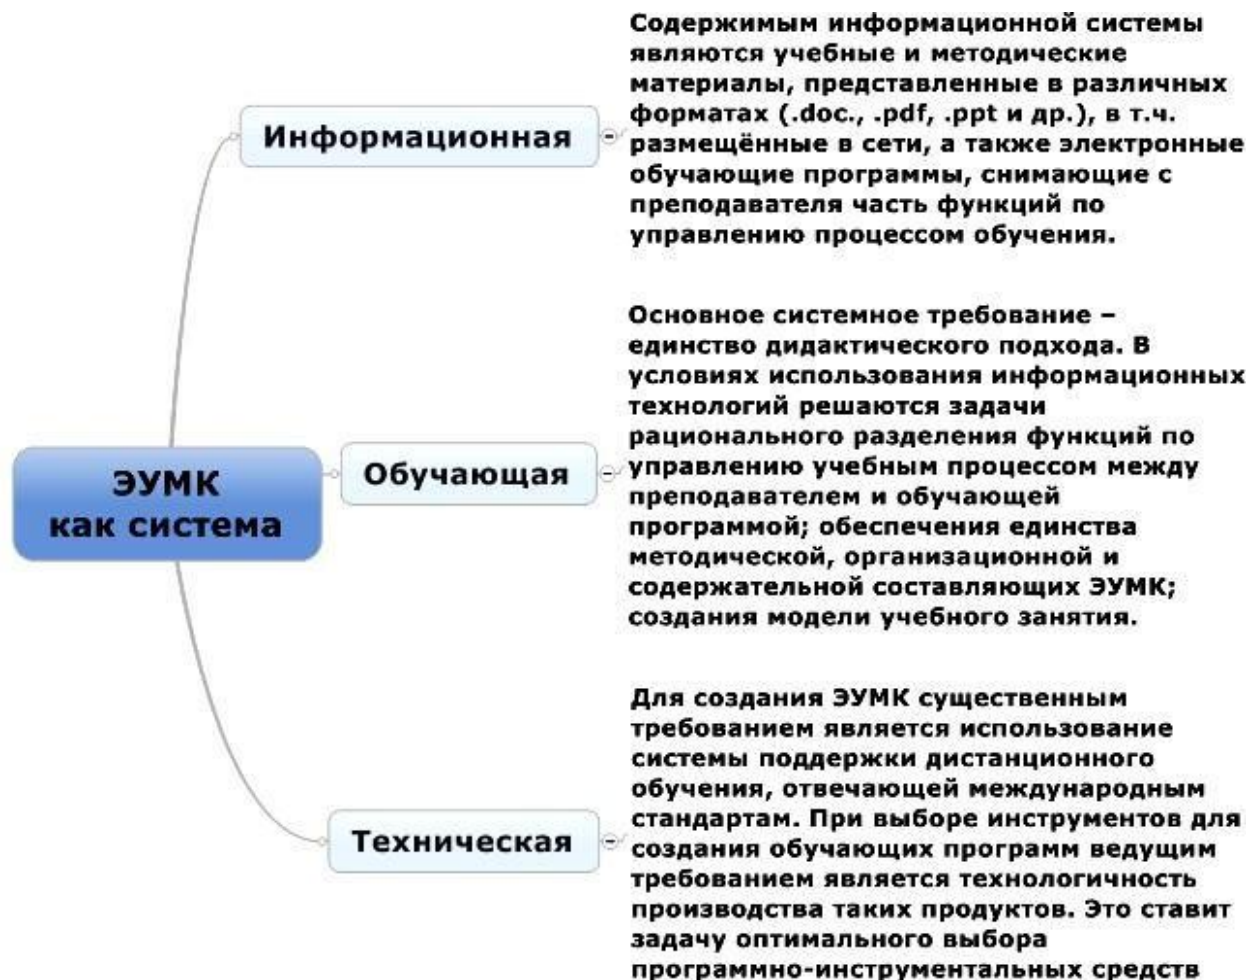 ЭУМК
как система
Информационная
Содержимым информационной системы
являются учебные и методические
материалы, представленные в различных
форматах (.doc., .pdf, .ppt и др.), в т.ч.
размещённые в сети, а также электронные
обучающие программы, снимающие с
преподавателя часть функций по
управлению процессом обучения.
Обучающая
Основное системное требование –
единство дидактического подхода. В
условиях использования информационных
технологий решаются задачи
рационального разделения функций по
управлению учебным процессом между
преподавателем и обучающей
программой; обеспечения единства
методической, организационной и
содержательной составляющих ЭУМК;
создания модели учебного занятия.
Техническая
Для создания ЭУМК существенным
требованием является использование
системы поддержки дистанционного
обучения, отвечающей международным
стандартам. При выборе инструментов для
создания обучающих программ ведущим
требованием является технологичность
производства таких продуктов. Это ставит
задачу оптимального выбора
программно-инструментальных средств